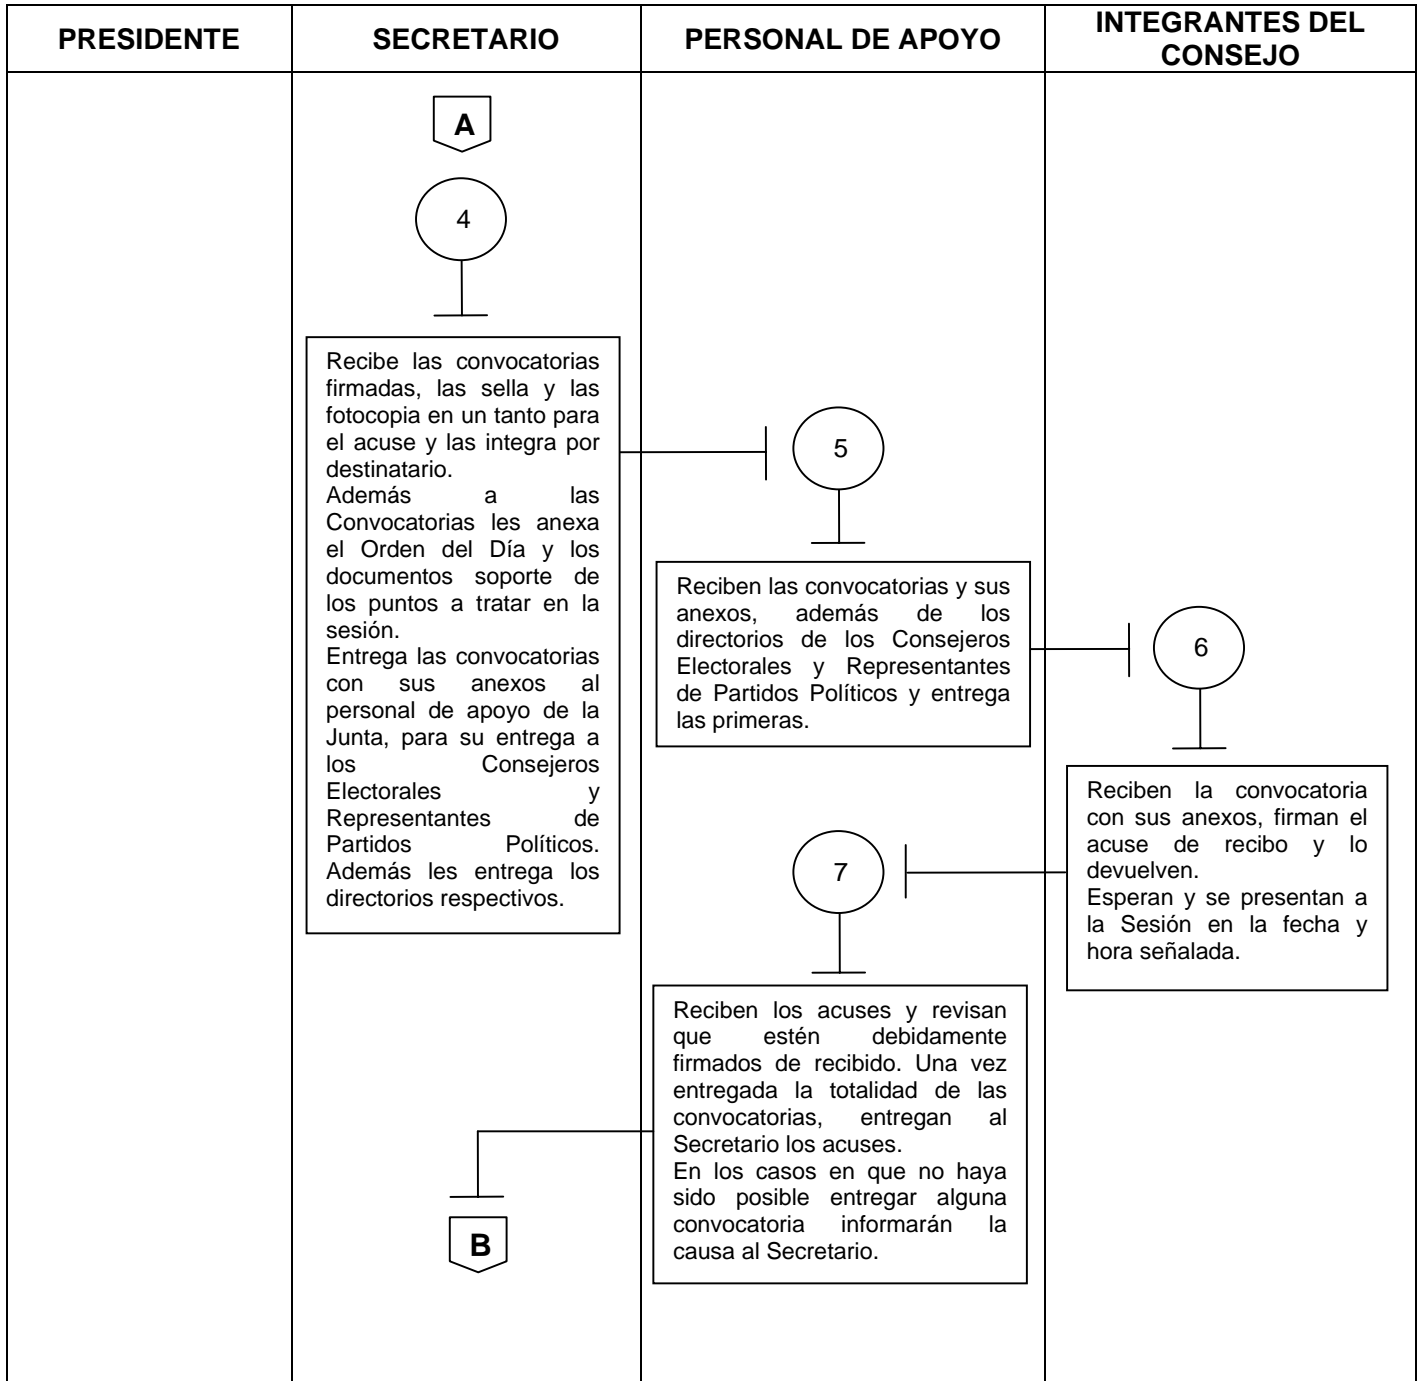 PRESIDENTE
SECRETARIO
PERSONAL DE APOYO
INTEGRANTES DEL
CONSEJO
A
4
Recibe las convocatorias
firmadas, las sella y las
fotocopia en un tanto para
el acuse y las integra por
destinatario.
Además a las
Convocatorias les anexa
el Orden del Día y los
documentos soporte de
los puntos a tratar en la
sesión.
Entrega las convocatorias
con sus anexos al
personal de apoyo de la
Junta, para su entrega a
los Consejeros
Electorales y
Representantes de
Partidos Políticos.
Además les entrega los
directorios respectivos.
5
Reciben las convocatorias y sus
anexos, además de los
directorios de los Consejeros
Electorales y Representantes
de Partidos Políticos y entrega
las primeras.
6
Reciben la convocatoria
con sus anexos, firman el
acuse de recibo y lo
devuelven.
Esperan y se presentan a
la Sesión en la fecha y
hora señalada.
7
Reciben los acuses y revisan
que estén debidamente
firmados de recibido. Una vez
entregada la totalidad de las
convocatorias, entregan al
Secretario los acuses.
En los casos en que no haya
sido posible entregar alguna
convocatoria informarán la
causa al Secretario.
B